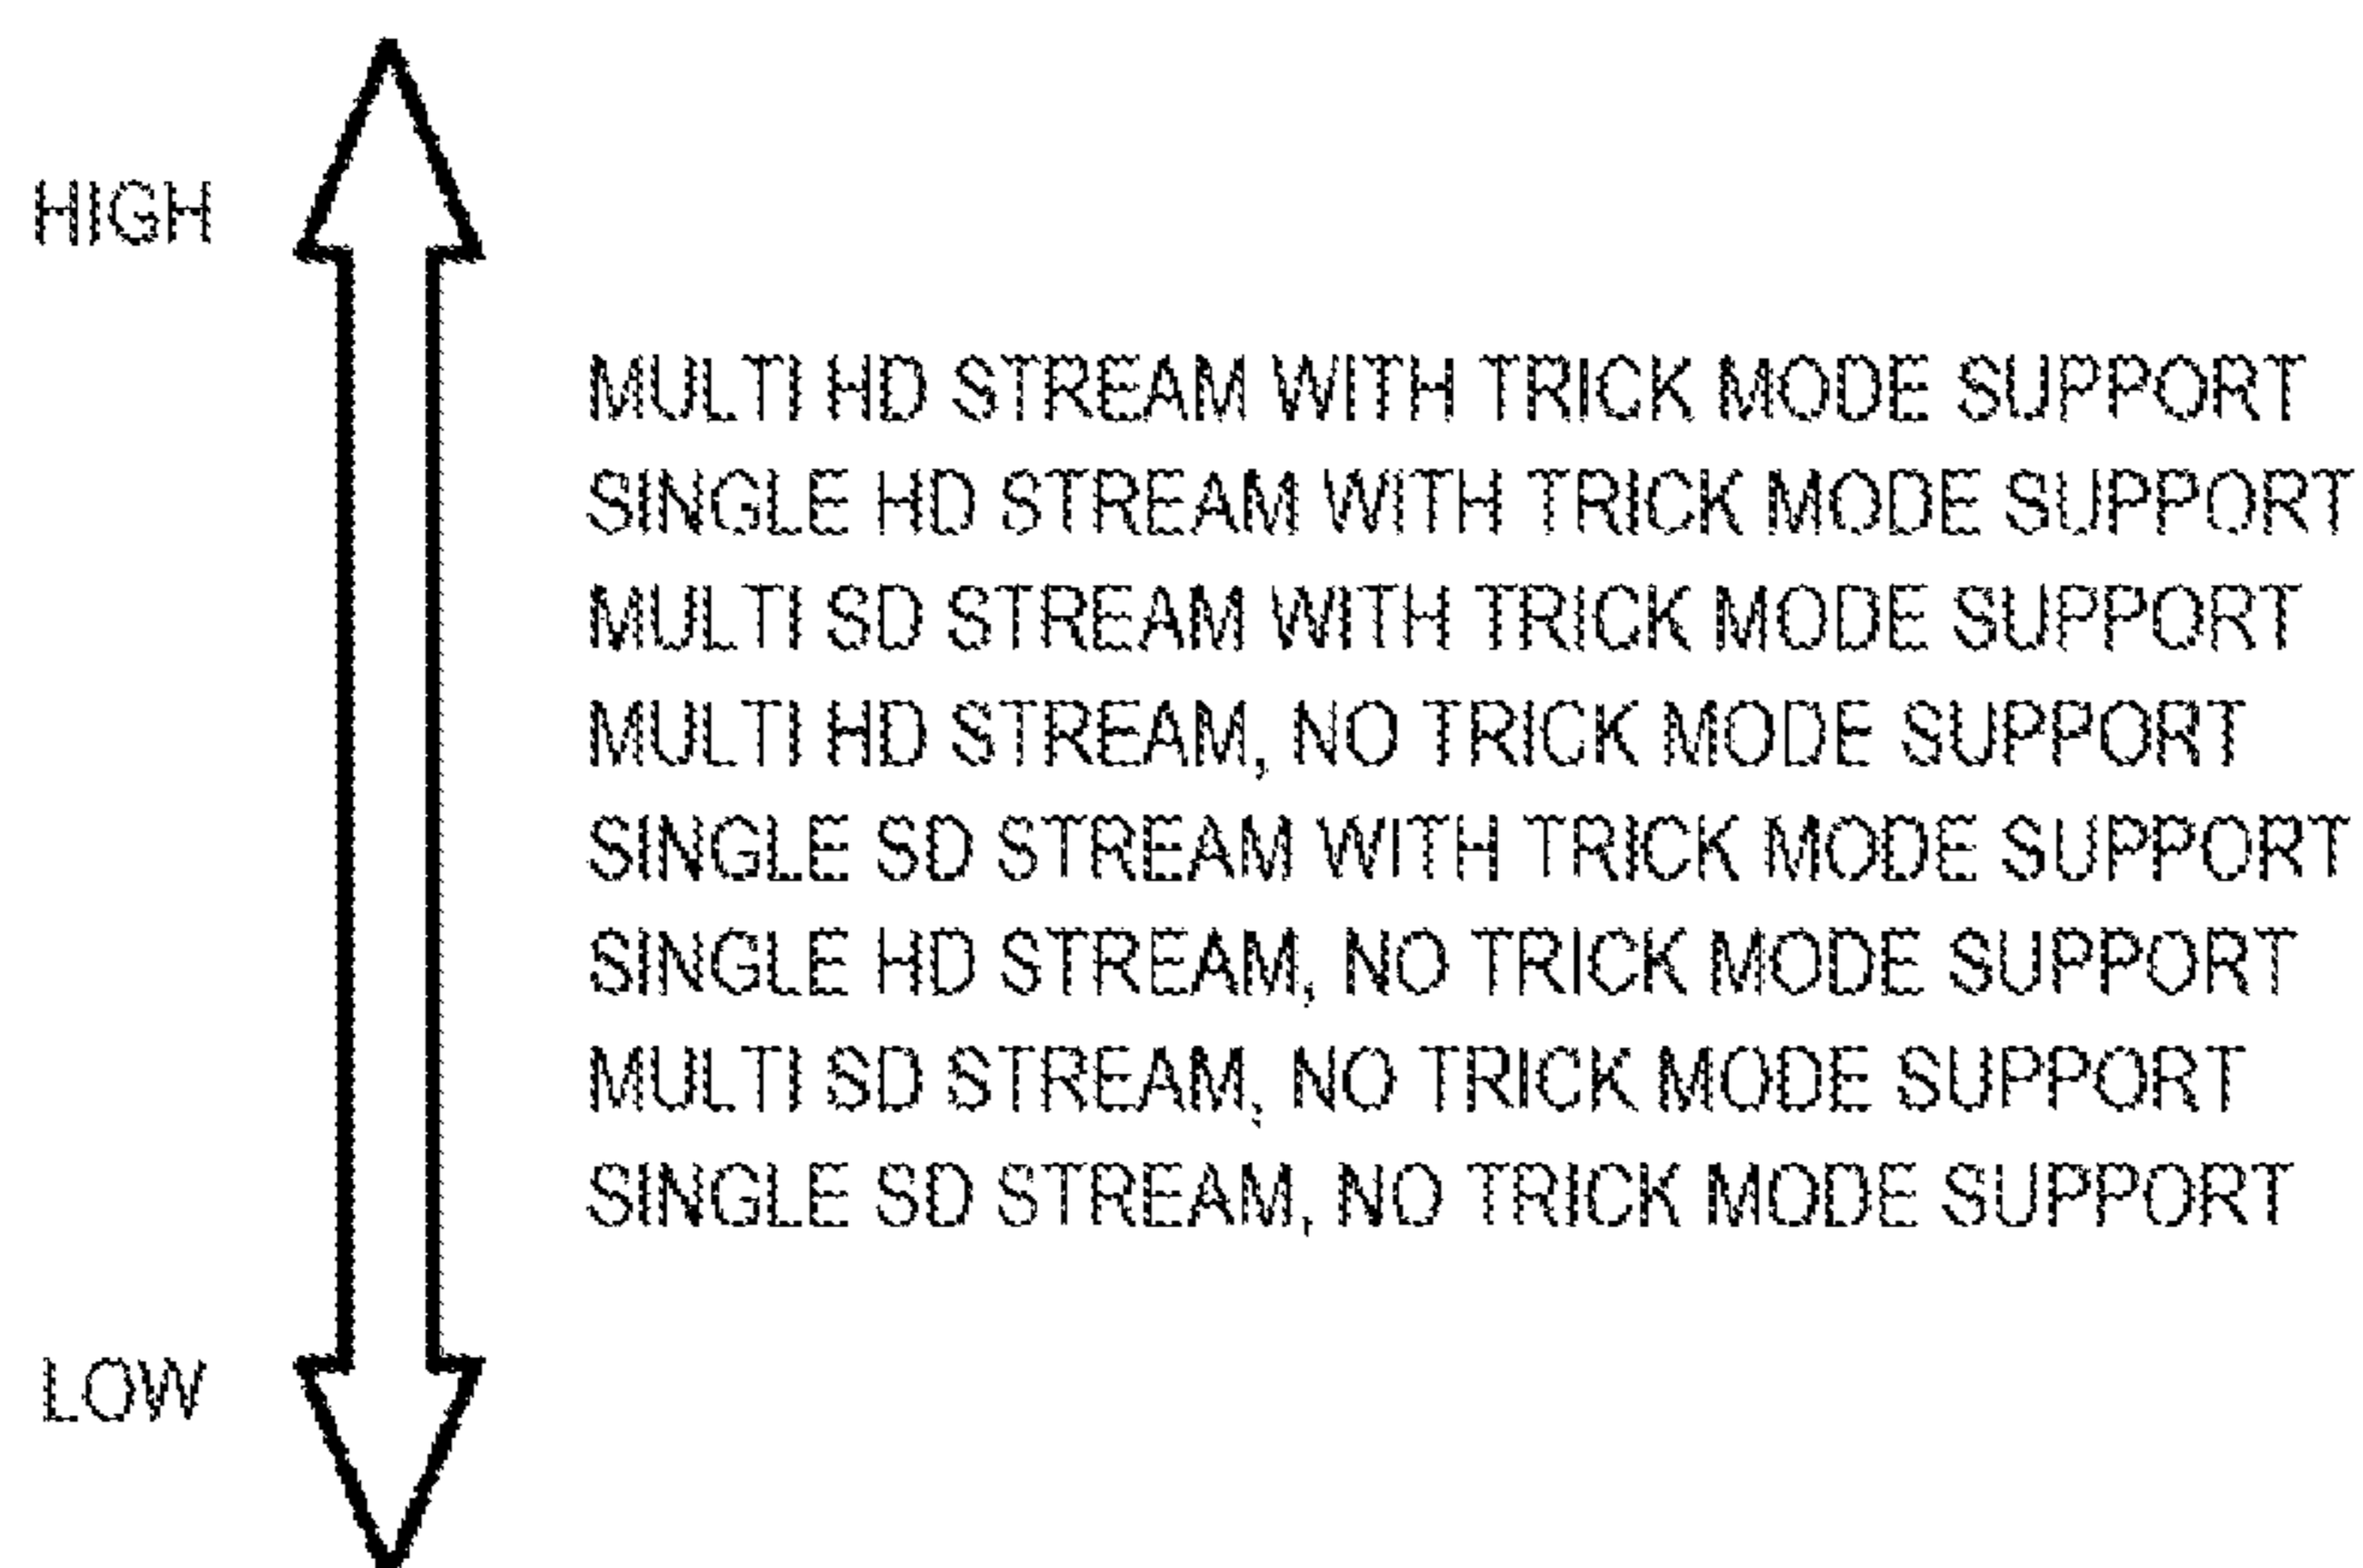 HIGH
MULTI HD STREAM WITH TRICK MODE SUPPORT
SINGLE HD STREAM WITH TRICK MODE SUPPORT
MULTI SD STREAM WITH TRICK MODE SUPPORT
MULTI HD STREAM, NO TRICK MODE SUPPORT
SINGLE SD STREAM WITH TRICK MODE SUPPORT
SINGLE HD STREAM, NO TRICK MODE SUPPORT
MULTI SD STREAM, NO TRICK MODE SUPPORT
SINGLE SD STREAM, NO TRICK MODE SUPPORT
LOW